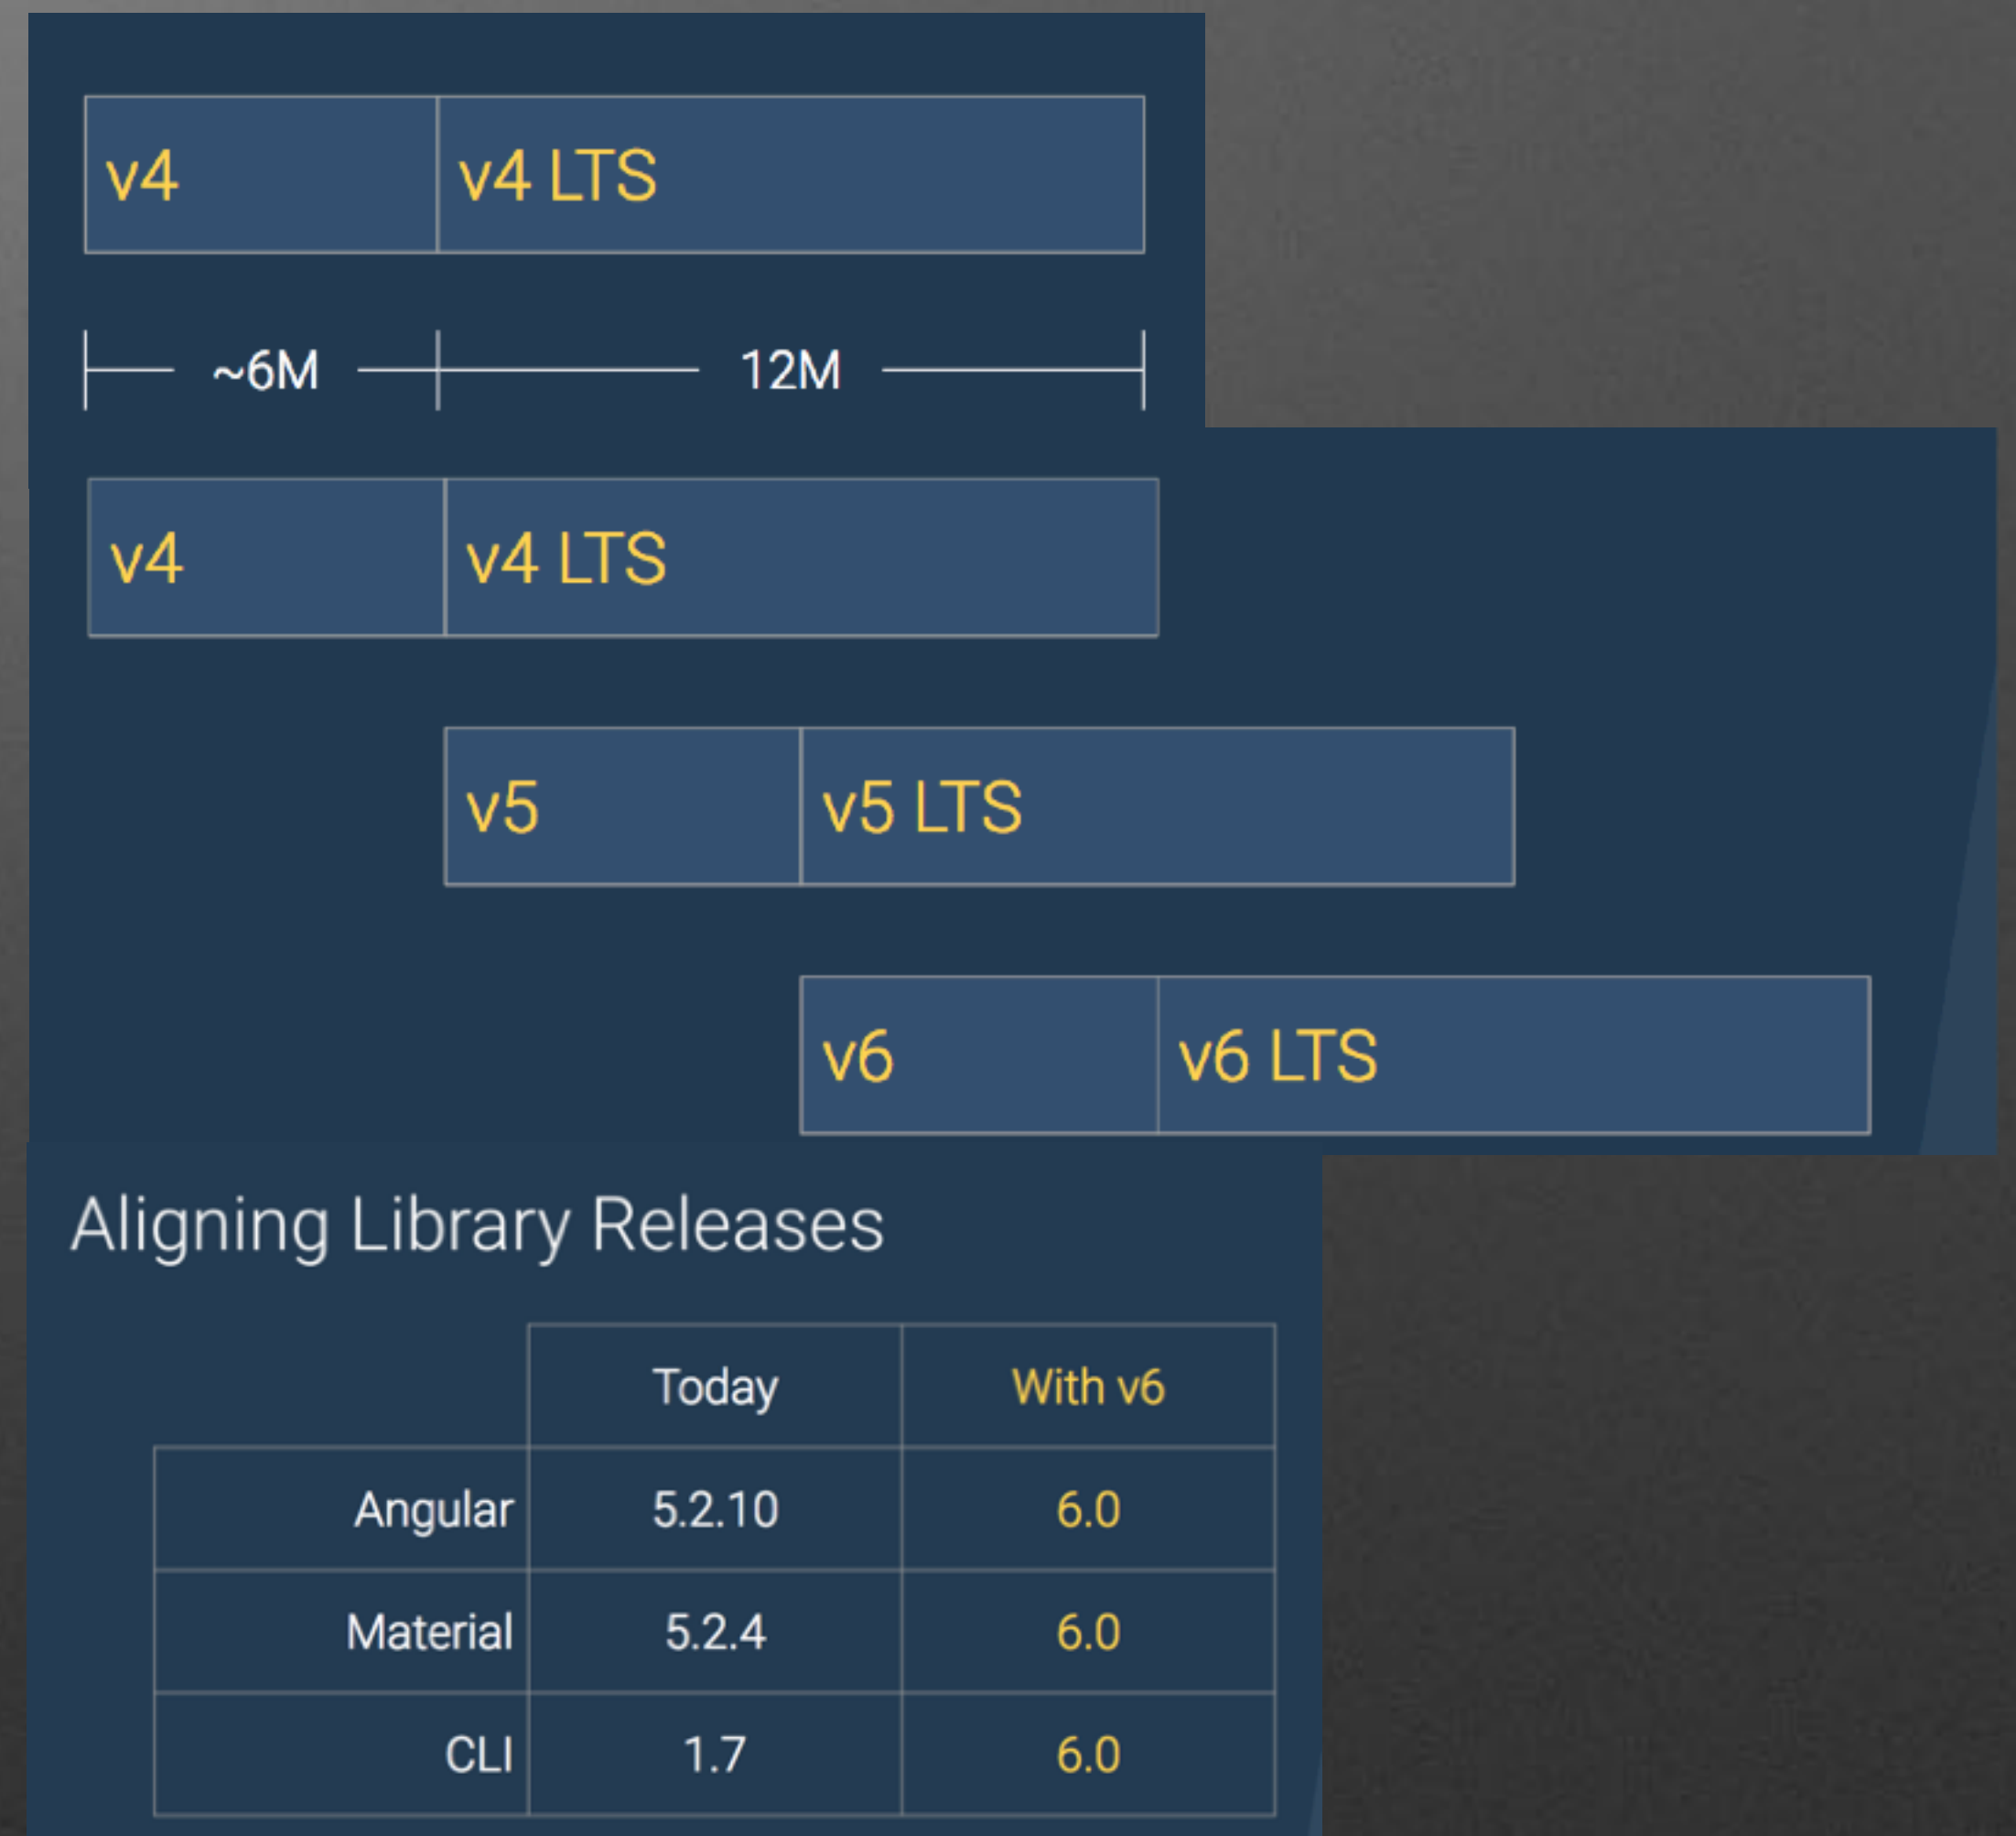 v4 v4 LTS
~6M 12M
v4 v4 LTS
v5 v5 LTS
v6 v6 LTS
Aligning Library Releases
Today With v6
Angular 5.2.10 6.0
Material 5.2.4 6.0
CLI 1.7 6.0